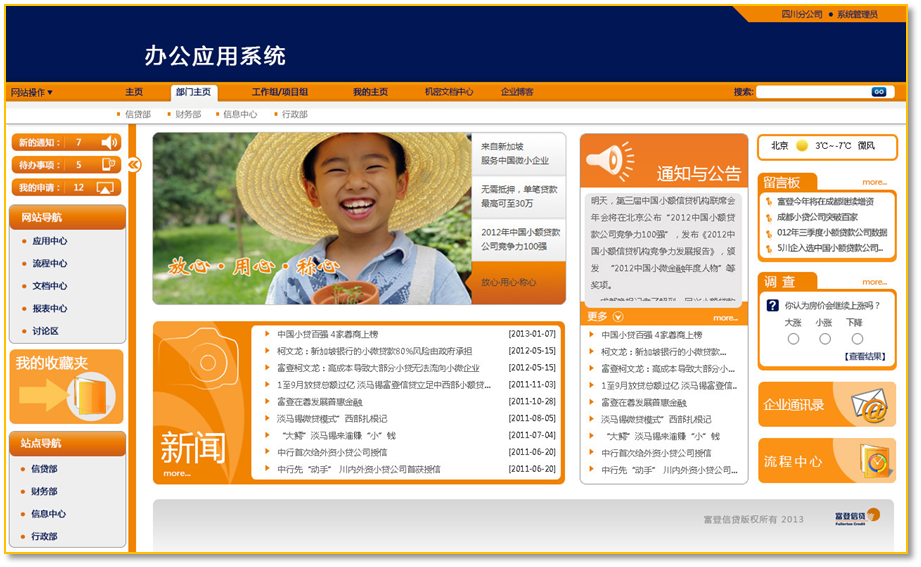 四川分公司 ● 系统管理员
办公应用系统
网站操作▼ 主页 部门主页 工作组/项目组 我的主页 机密文档中心 企业博客 搜索: GO
信贷部 财务部 信息中心 行政部
新的通知: 7
待办事项: 5
我的申请: 12
网站导航
应用中心
流程中心
文档中心
报表中心
讨论区
我的收藏夹
站点导航
信贷部
财务部
信息中心
行政部
放心·用心·称心
来自新加坡
服务中国微小企业
无需抵押，单笔贷款
最高可至30万
2012年中国小额贷款
公司竞争力100强
放心·用心·称心
新闻
more...
中国小贷百强 4家蓉商上榜 [2013-01-07]
柯文龙：新加坡银行的小微贷款80%风险由政府承担 [2012-05-15]
富登柯文龙：高成本导致大部分小贷无法流向小微企业 [2012-05-15]
1至9月放贷总额过亿 淡马锡富登信贷立足中西部小额贷... [2011-11-03]
富登在蓉发展普惠金融 [2011-10-28]
淡马锡微贷模式”西部扎根记 [2011-08-05]
“大鳄”淡马锡来渝赚“小”钱 [2011-07-04]
中行首次给外资小贷公司授信 [2011-06-20]
中行先“动手” 川内外资小贷公司首获授信 [2011-06-20]
通知与公告
明天，第三届中国小额信贷机构联席会
年会将在北京公布“2012中国小额贷
款公司竞争力100强”，发布《2012中
国小额信贷机构竞争力发展报告》，颁
发 “2012中国微金融年度人物”等
奖项。
更多 more...
中国小贷百强 4家蓉商上榜
柯文龙：新加坡银行的小微贷款...
富登柯文龙：高成本导致大部分小...
1至9月放贷总额过亿 淡马锡富登信...
富登在蓉发展普惠金融
淡马锡微贷模式”西部扎根记
“大鳄”淡马锡来渝赚“小”钱
中行首次给外资小贷公司授信
中行先“动手” 川内外资小贷公司...
北京 3℃~-7℃ 微风
留言板 more...
富登今年将在成都继续增资
成都小贷公司突破百家
012年三季度小额贷款公司数据
5川企入选中国小额贷款公司...
调 查 more...
你认为房价会继续上涨吗？
大涨 小涨 下降
【查看结果】
企业通讯录
流程中心
富登信贷版权所有 2013
富登信贷
Fullerton Credit